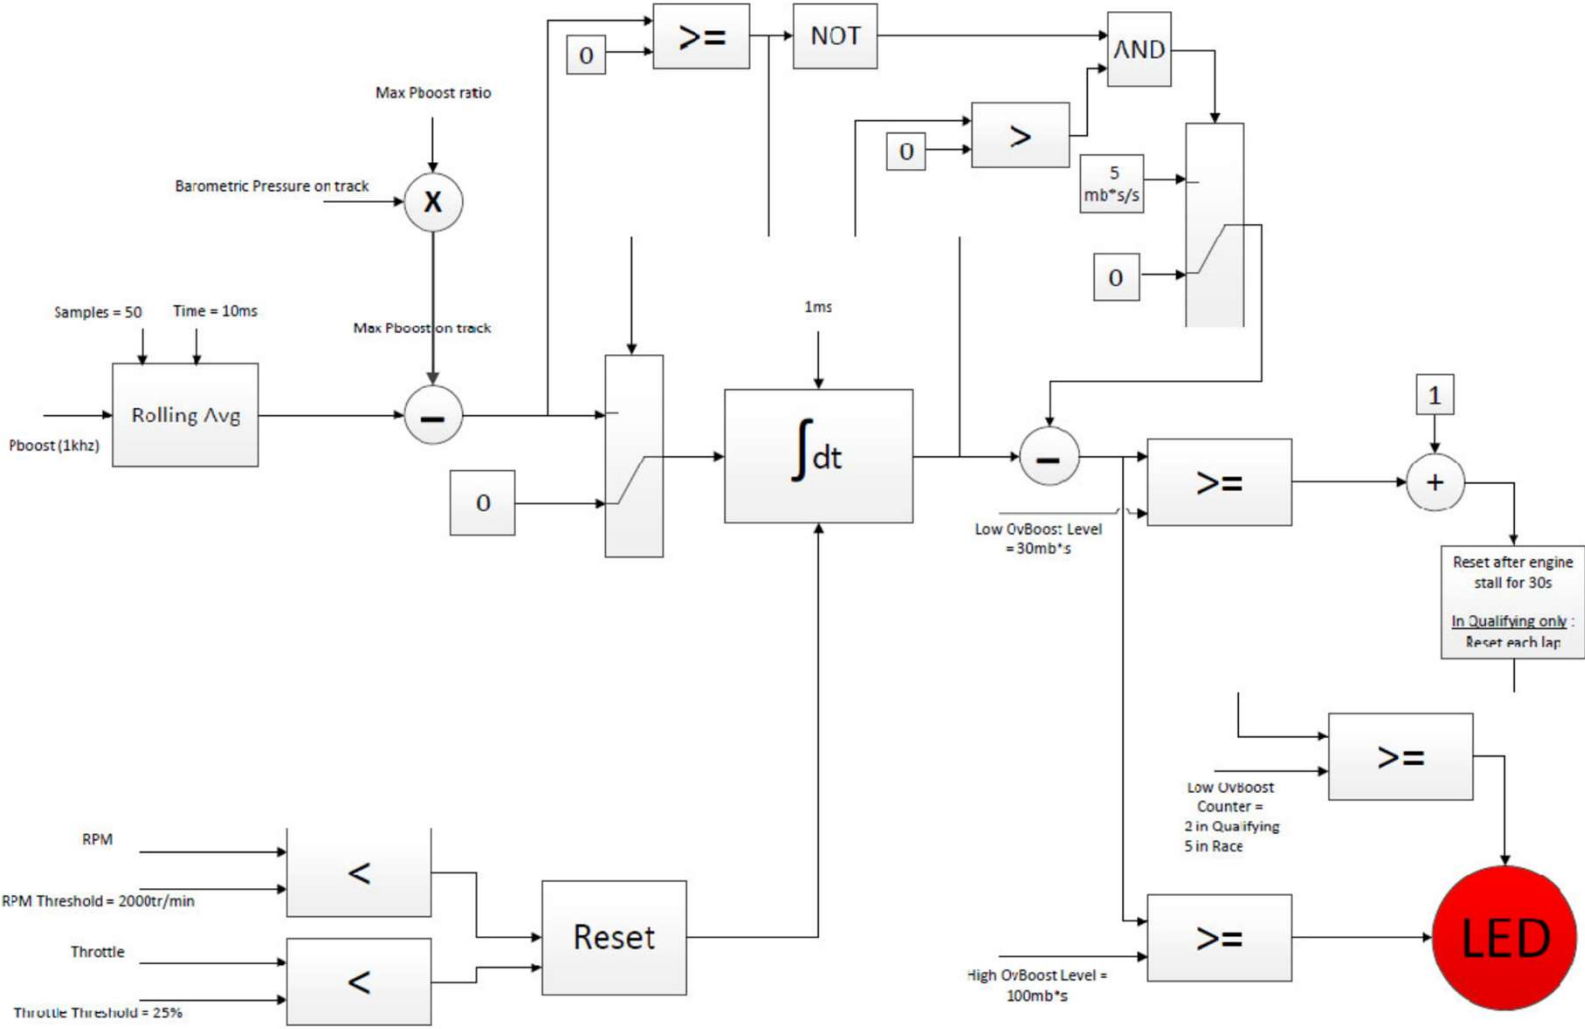 >=
NOT
AND
0
Max Pboost ratio
>
0
5
mb*s/s
Barometric Pressure on track
X
0
Samples = 50
Time = 10ms
1ms
Max Pboost on track
Rolling Avg
−
1
Pboost (1khz)
∫dt
−
>=
+
0
Low OvBoost Level
= 30mb*s
Reset after engine
stall for 30s
In Qualifying only :
Reset each lap
>=
Low OvBoost
Counter =
2 in Qualifying
5 in Race
RPM
<
RPM Threshold = 2000tr/min
Reset
>=
LED
Throttle
<
High OvBoost Level =
100mb*s
Throttle Threshold = 25%